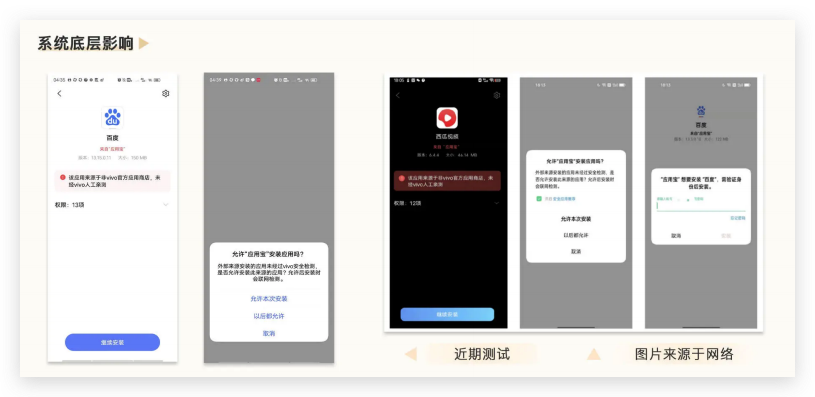 系统底层影响
04:35
百度
来自"应用宝"
该应用来源于非vivo官方应用商店，未
经vivo人工亲测
权限：13项
继续安装
04:35
允许"应用宝"安装应用吗？
外部来源安装的应用未经过vivo安全检测，
是否允许安装此来源的应用？允许后安装时
会联网检测。
允许本次安装
以后都允许
取消
西瓜视频
来自"应用宝"
该应用来源于非vivo官方应用商店，未
经vivo人工亲测
权限：12项
继续安装
允许"应用宝"安装应用吗？
外部来源安装的应用未经过安全检测，是
否允许安装此来源的应用？允许后安装时
会联网检测。
允许本次安装
以后都允许
取消
百度
来自"应用宝"
"应用宝"想要安装"百度"，需验证身
份后安装。
取消
近期测试
图片来源于网络